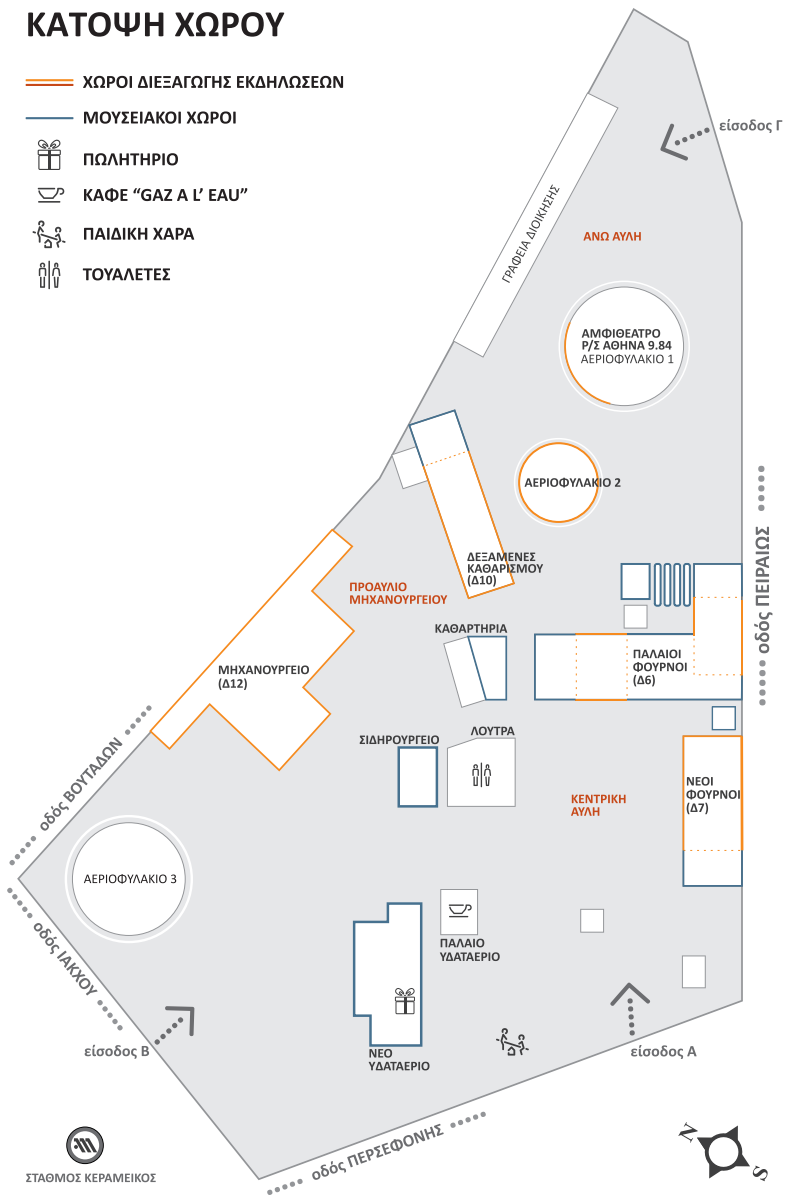 ΚΑΤΟΨΗ ΧΩΡΟΥ
ΧΩΡΟΙ ΔΙΕΞΑΓΩΓΗΣ ΕΚΔΗΛΩΣΕΩΝ
ΜΟΥΣΕΙΑΚΟΙ ΧΩΡΟΙ
ΠΩΛΗΤΗΡΙΟ
ΚΑΦΕ “GAZ A L’ EAU”
ΠΑΙΔΙΚΗ ΧΑΡΑ
ΤΟΥΑΛΕΤΕΣ
είσοδος Γ
ΓΡΑΦΕΙΑ ΔΙΟΙΚΗΣΗΣ
ΑΝΩ ΑΥΛΗ
ΑΜΦΙΘΕΑΤΡΟ
Ρ/Σ ΑΘΗΝΑ 9.84
ΑΕΡΙΟΦΥΛΑΚΙΟ 1
ΑΕΡΙΟΦΥΛΑΚΙΟ 2
ΔΕΞΑΜΕΝΕΣ
ΚΑΘΑΡΙΣΜΟΥ
(Δ10)
οδός ΠΕΙΡΑΙΩΣ
ΠΡΟΑΥΛΙΟ
ΜΗΧΑΝΟΥΡΓΕΙΟΥ
ΚΑΘΑΡΤΗΡΙΑ
ΠΑΛΑΙΟΙ
ΦΟΥΡΝΟΙ
(Δ6)
ΜΗΧΑΝΟΥΡΓΕΙΟ
(Δ12)
ΣΙΔΗΡΟΥΡΓΕΙΟ
ΛΟΥΤΡΑ
ΝΕΟΙ
ΦΟΥΡΝΟΙ
(Δ7)
ΚΕΝΤΡΙΚΗ
ΑΥΛΗ
οδός ΒΟΥΤΑΔΩΝ
ΑΕΡΙΟΦΥΛΑΚΙΟ 3
οδός ΙΑΚΧΟΥ
ΠΑΛΑΙΟ
ΥΔΑΤΑΕΡΙΟ
είσοδος Β
ΝΕΟ
ΥΔΑΤΑΕΡΙΟ
είσοδος Α
οδός ΠΕΡΣΕΦΟΝΗΣ
N
S
ΣΤΑΘΜΟΣ ΚΕΡΑΜΕΙΚΟΣ